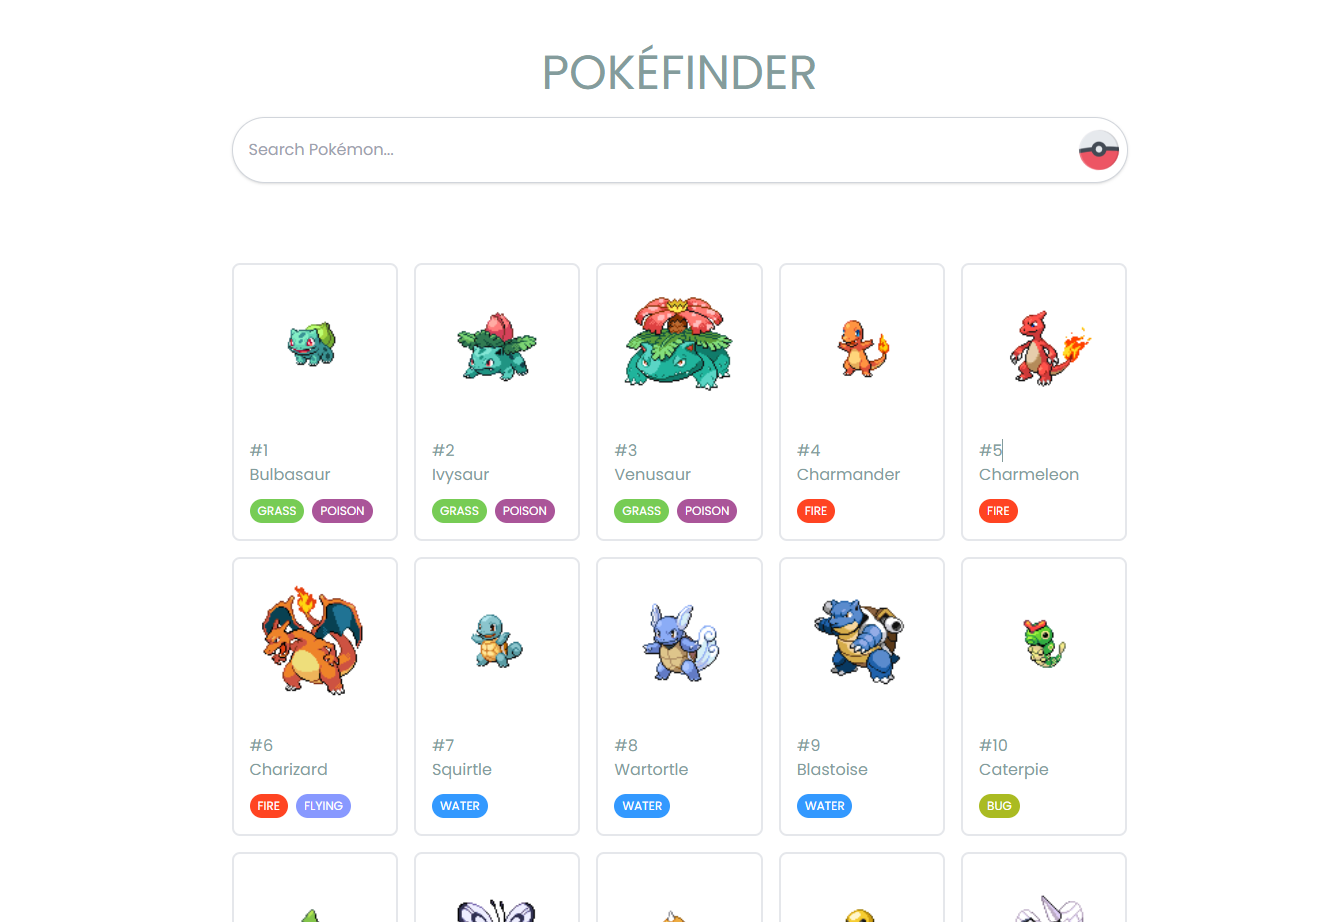 POKÉFINDER
Search Pokémon...
#1
Bulbasaur
GRASS POISON
#2
Ivysaur
GRASS POISON
#3
Venusaur
GRASS POISON
#4
Charmander
FIRE
#5
Charmeleon
FIRE
#6
Charizard
FIRE FLYING
#7
Squirtle
WATER
#8
Wartortle
WATER
#9
Blastoise
WATER
#10
Caterpie
BUG